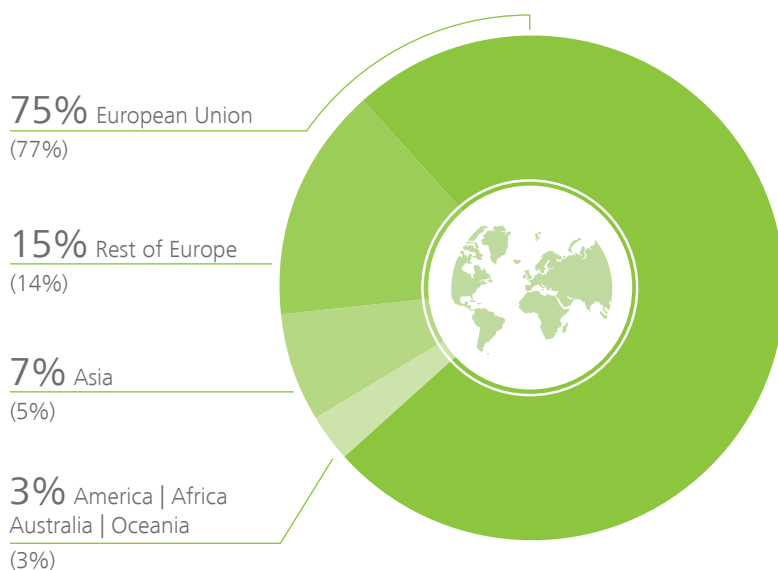 75% European Union
(77%)
15% Rest of Europe
(14%)
7% Asia
(5%)
3% America | Africa
Australia | Oceania
(3%)